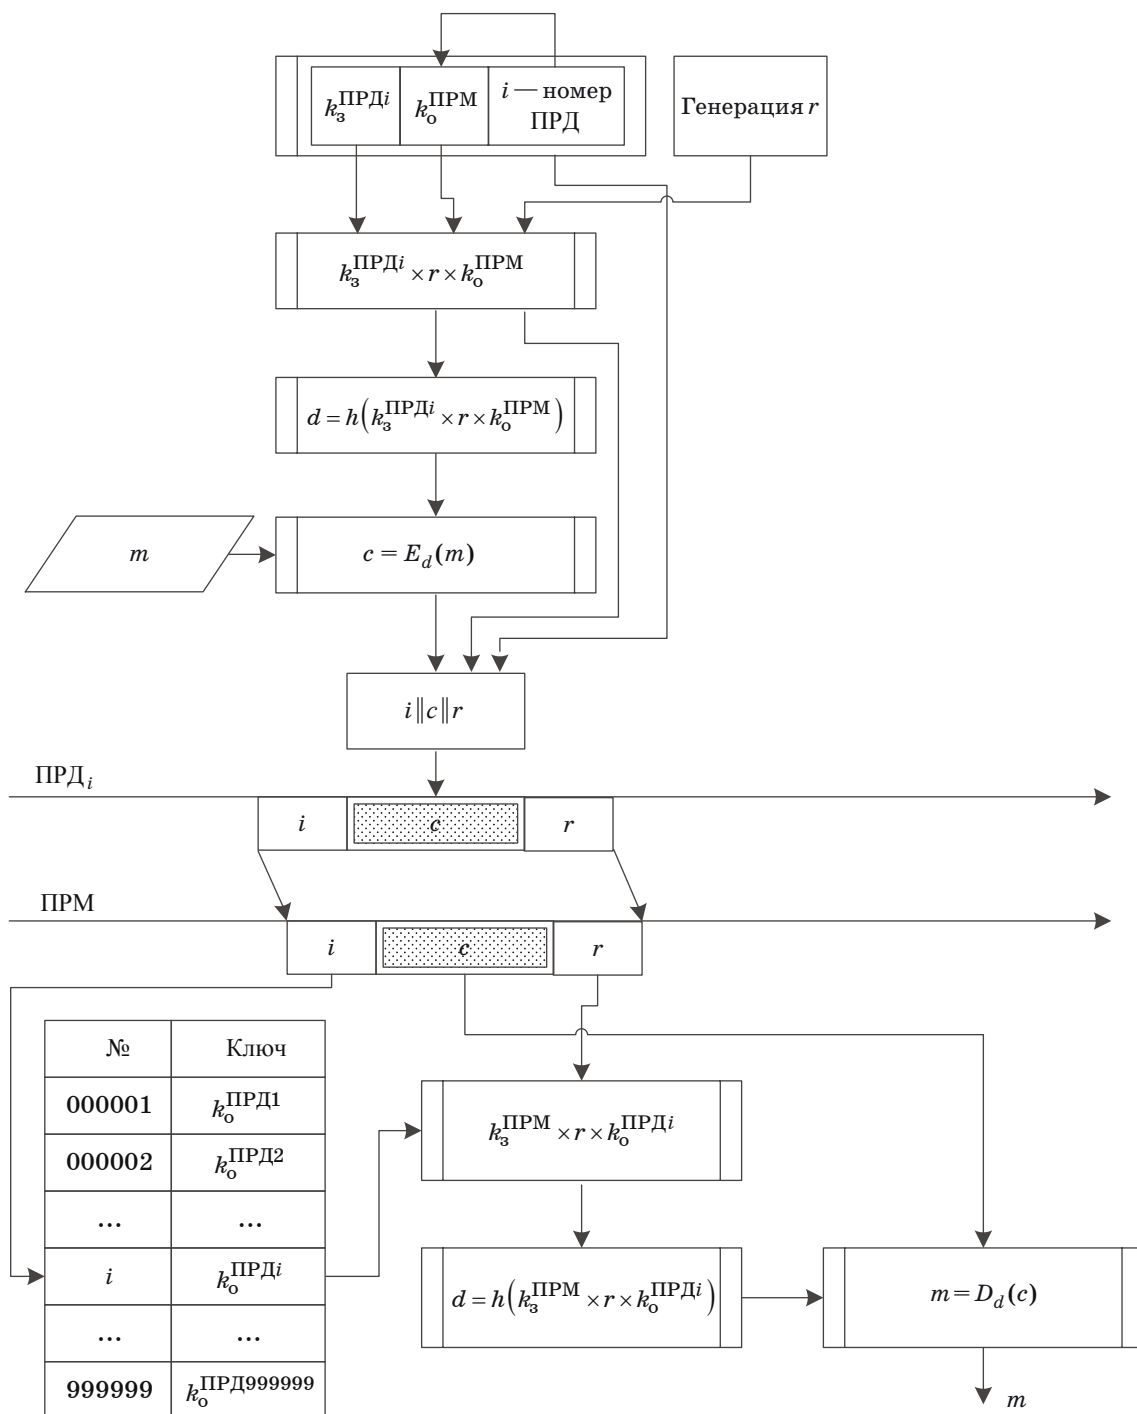 k_з^ПРДi k_о^ПРМ i — номер ПРД
Генерация r
k_з^ПРДi × r × k_о^ПРМ
d = h(k_з^ПРДi × r × k_о^ПРМ)
m
c = E_d(m)
i‖c‖r
ПРД_i
i c r
ПРМ
i c r
№ Ключ
000001 k_о^ПРД1
000002 k_о^ПРД2
... ...
i k_о^ПРДi
... ...
999999 k_о^ПРД999999
k_з^ПРМ × r × k_о^ПРДi
d = h(k_з^ПРМ × r × k_о^ПРДi)
m = D_d(c)
m